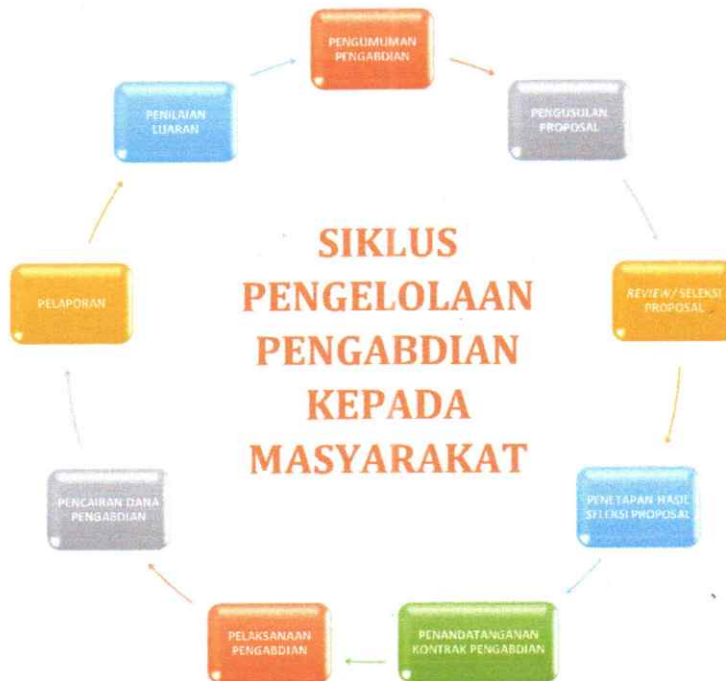 PENGUMUMAN
PENGABDIAN
PENGUSULAN
PROPOSAL
REVIEW/SELEKSI
PROPOSAL
PENETAPAN HASIL
SELEKSI PROPOSAL
PENANDATANGANAN
KONTRAK PENGABDIAN
PELAKSANAAN
PENGABDIAN
PENCAIRAN DANA
PENGABDIAN
PELAPORAN
PENILAIAN
LUARAN
SIKLUS
PENGELOLAAN
PENGABDIAN
KEPADA
MASYARAKAT